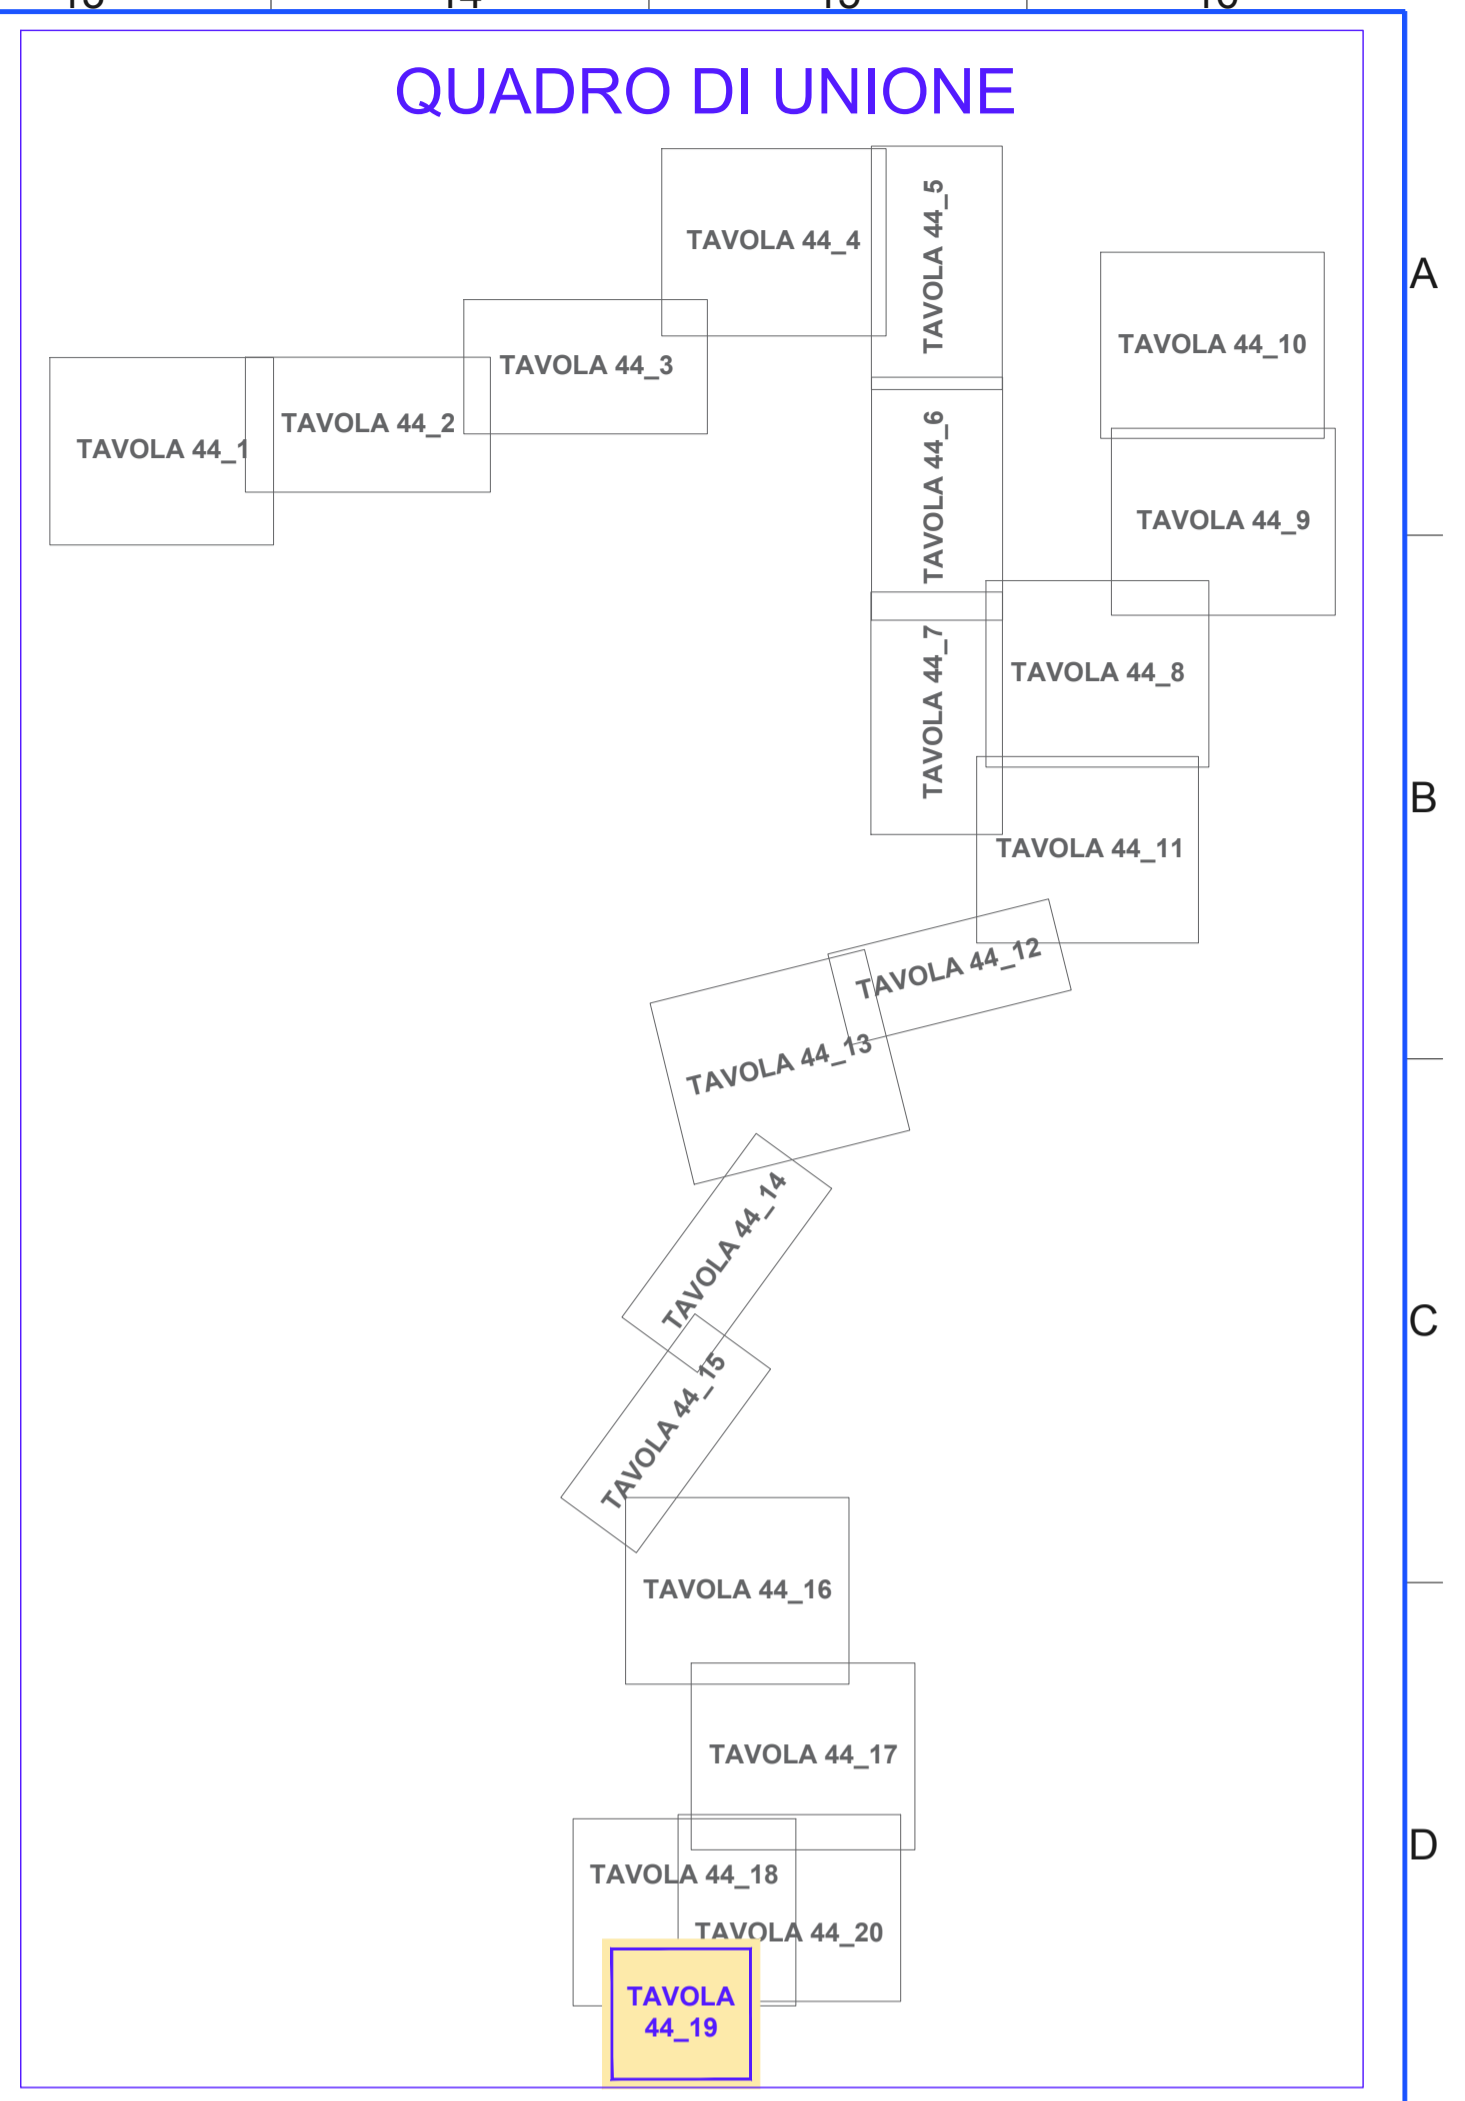 QUADRO DI UNIONE
TAVOLA 44_1
TAVOLA 44_2
TAVOLA 44_3
TAVOLA 44_4
TAVOLA 44_5
TAVOLA 44_6
TAVOLA 44_7
TAVOLA 44_8
TAVOLA 44_9
TAVOLA 44_10
TAVOLA 44_11
TAVOLA 44_12
TAVOLA 44_13
TAVOLA 44_14
TAVOLA 44_15
TAVOLA 44_16
TAVOLA 44_17
TAVOLA 44_18
TAVOLA 44_20
TAVOLA
44_19
A
B
C
D